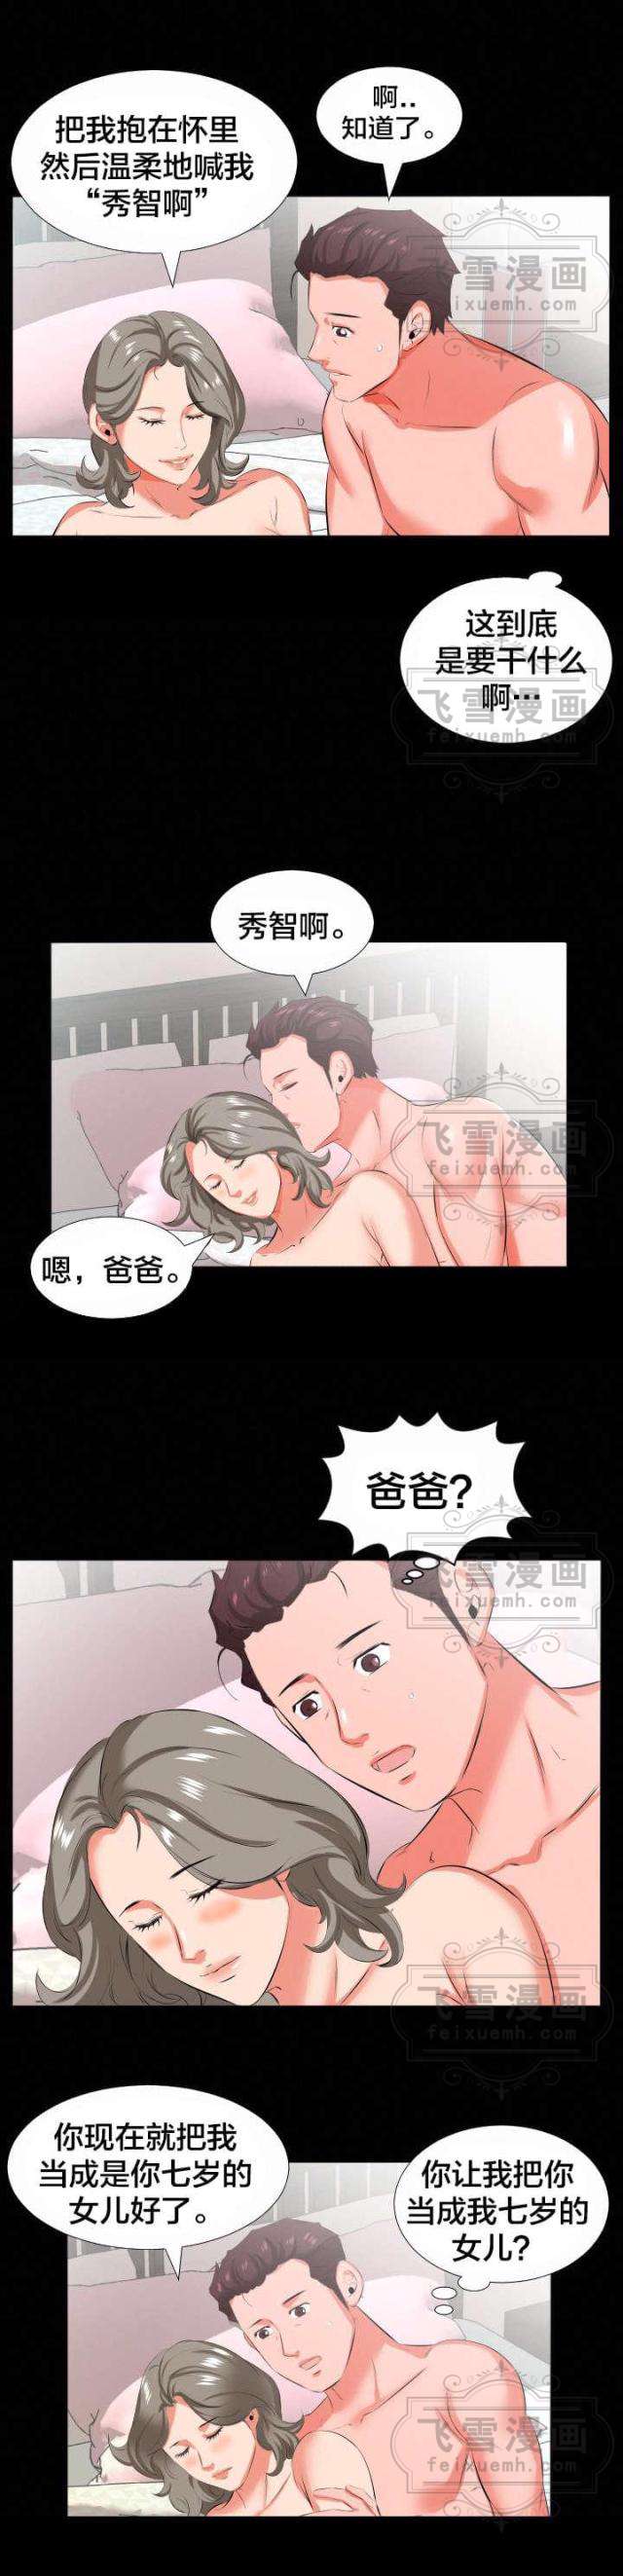 啊..
知道了。
把我抱在怀里
然后温柔地喊我
“秀智啊”
飞雪漫画
feixuemh.com
这到底
是要干什么
啊…
飞雪漫画
feixuemh.com
秀智啊。
飞雪漫画
feixuemh.com
嗯，爸爸。
爸爸?
飞雪漫画
feixuemh.com
飞雪漫画
feixuemh.com
你现在就把我
当成是你七岁的
女儿好了。
你让我把你
当成我七岁的
女儿?
飞雪漫画
feixuemh.com